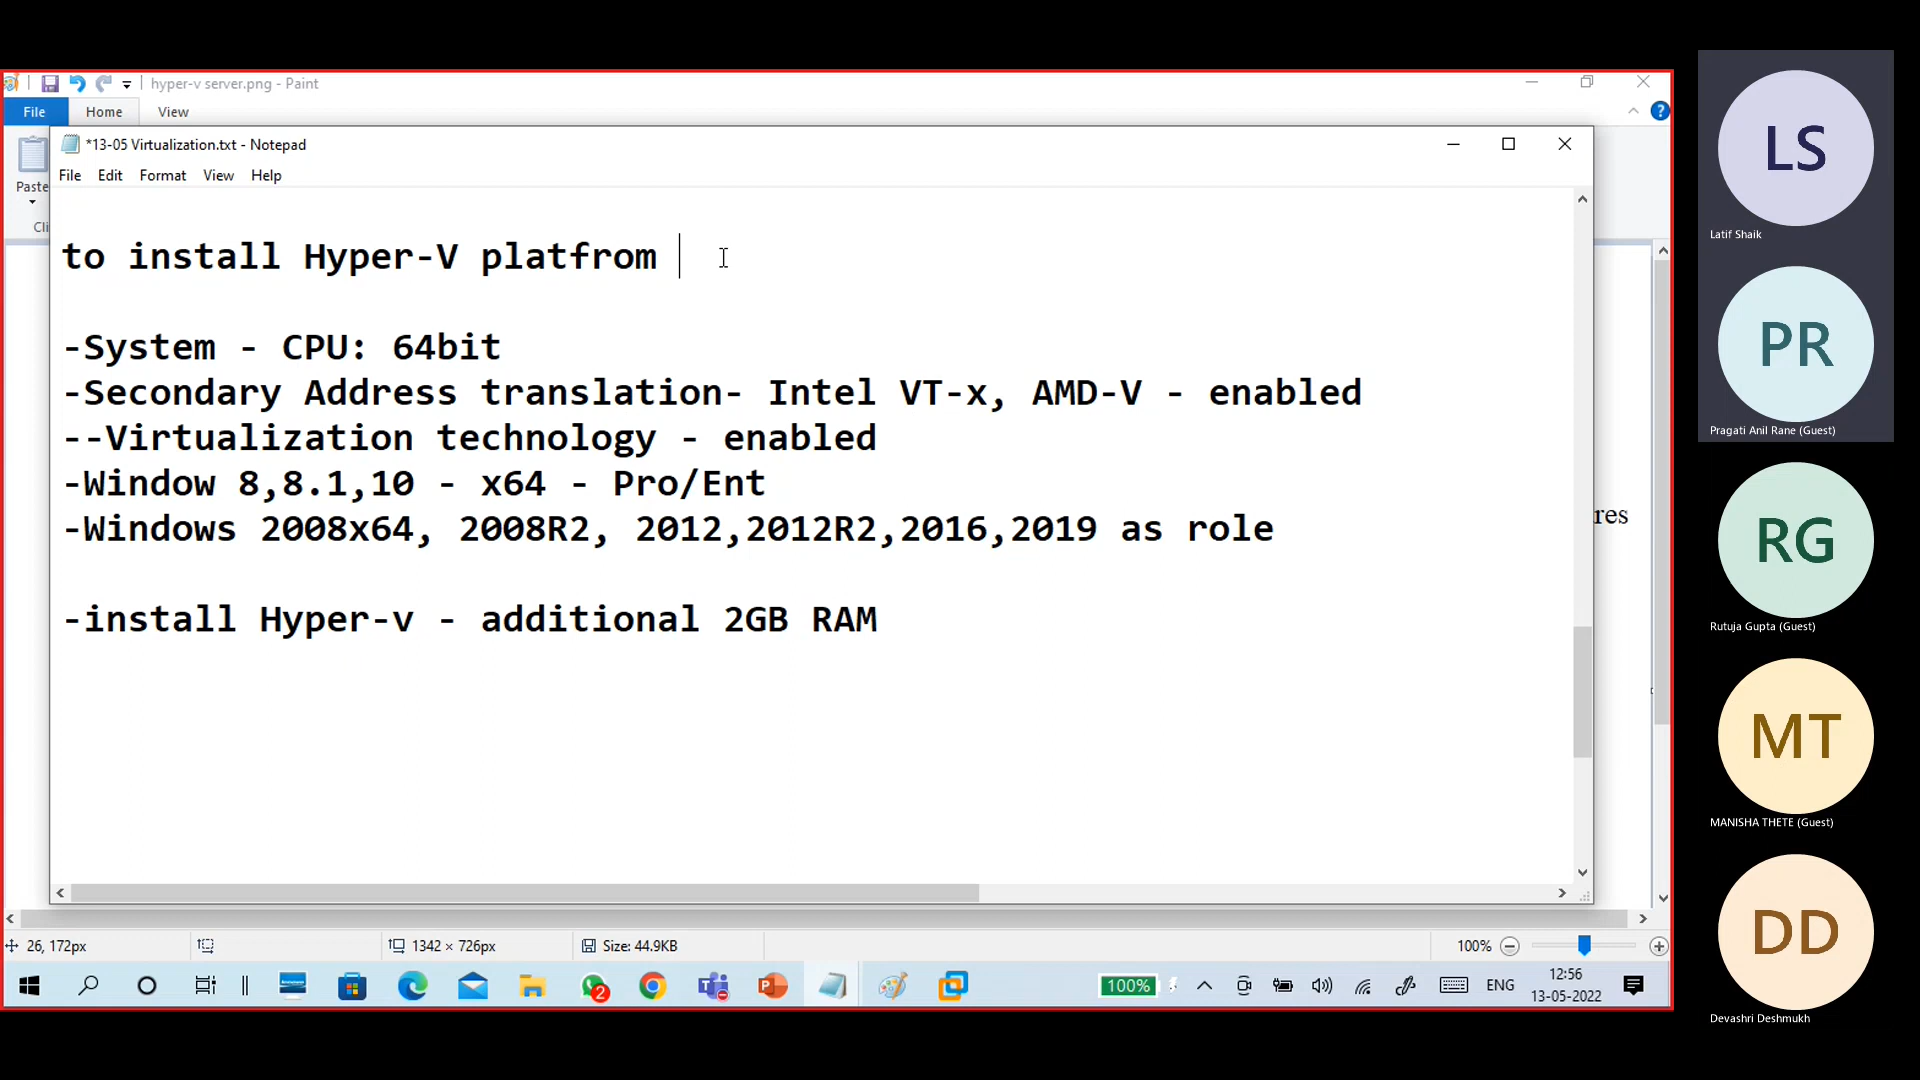 hyper-v server.png - Paint
File Home View
*13-05 Virtualization.txt - Notepad
File Edit Format View Help
Paste
Cli
to install Hyper-V platfrom
-System - CPU: 64bit
-Secondary Address translation- Intel VT-x, AMD-V - enabled
--Virtualization technology - enabled
-Window 8,8.1,10 - x64 - Pro/Ent
-Windows 2008x64, 2008R2, 2012,2012R2,2016,2019 as role
res
-install Hyper-v - additional 2GB RAM
26, 172px 1342 × 726px Size: 44.9KB 100%
2 100% ENG 12:56
13-05-2022
LS
Latif Shaik
PR
Pragati Anil Rane (Guest)
RG
Rutuja Gupta (Guest)
MT
MANISHA THETE (Guest)
DD
Devashri Deshmukh